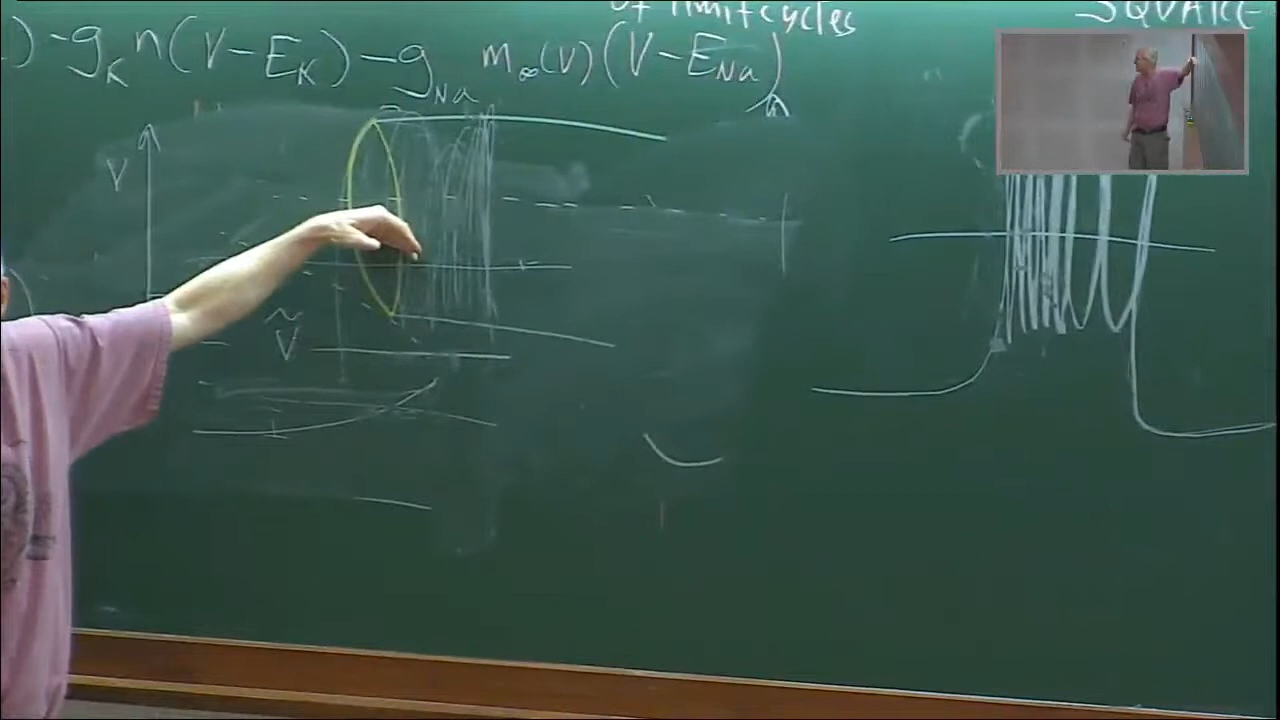 of limit cycles
SQUARE
) - g_K n(V - E_K) - g_Na m_∞(V)(V - E_Na) h
V
Ṽ